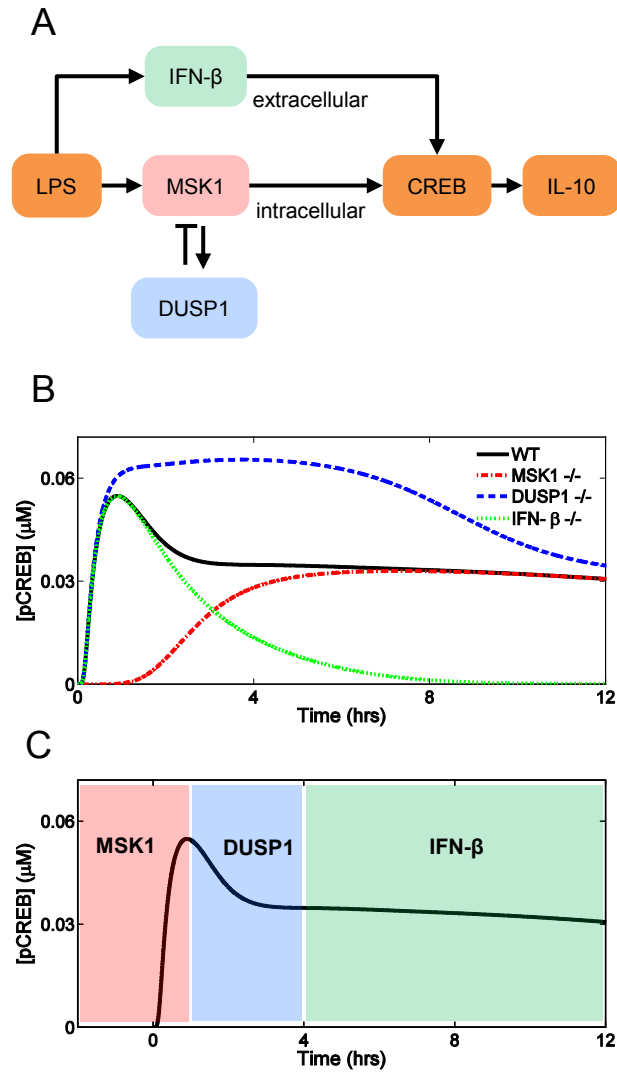 A
IFN-β
extracellular
LPS
MSK1
CREB
IL-10
intracellular
DUSP1
B
[pCREB] (μM)
0.06
0.03
0
WT
MSK1 -/-
DUSP1 -/-
IFN- β -/-
0 4 8 12
Time (hrs)
C
[pCREB] (μM)
0.06
0.03
0
MSK1 DUSP1 IFN-β
0 4 8 12
Time (hrs)